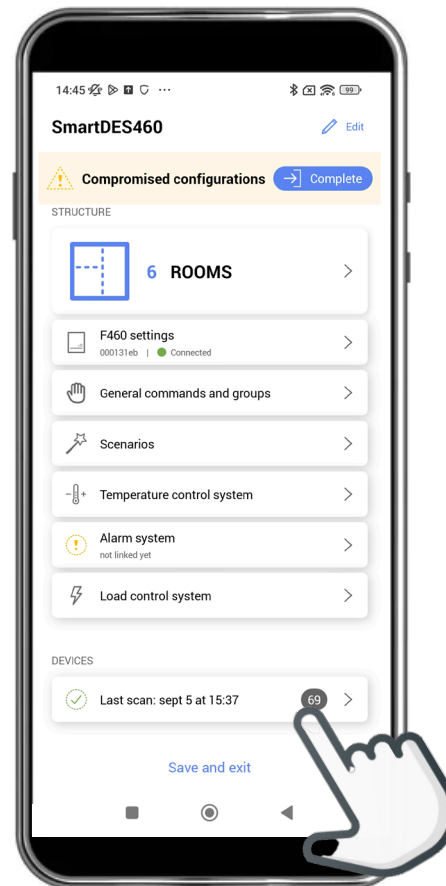 14:45
99
SmartDES460
Edit
Compromised configurations
Complete
STRUCTURE
6 ROOMS
F460 settings
000131eb | Connected
General commands and groups
Scenarios
Temperature control system
Alarm system
not linked yet
Load control system
DEVICES
Last scan: sept 5 at 15:37
69
Save and exit